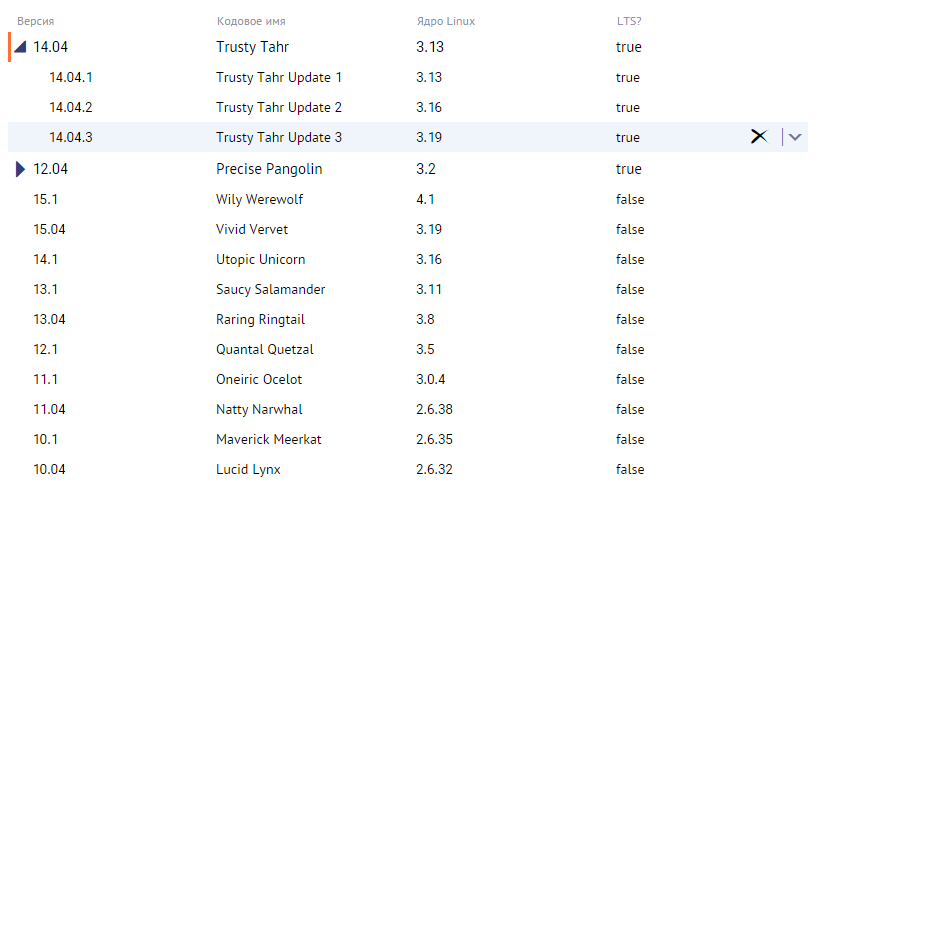 Версия Кодовое имя Ядро Linux LTS?
14.04 Trusty Tahr 3.13 true
14.04.1 Trusty Tahr Update 1 3.13 true
14.04.2 Trusty Tahr Update 2 3.16 true
14.04.3 Trusty Tahr Update 3 3.19 true
12.04 Precise Pangolin 3.2 true
15.1 Wily Werewolf 4.1 false
15.04 Vivid Vervet 3.19 false
14.1 Utopic Unicorn 3.16 false
13.1 Saucy Salamander 3.11 false
13.04 Raring Ringtail 3.8 false
12.1 Quantal Quetzal 3.5 false
11.1 Oneiric Ocelot 3.0.4 false
11.04 Natty Narwhal 2.6.38 false
10.1 Maverick Meerkat 2.6.35 false
10.04 Lucid Lynx 2.6.32 false